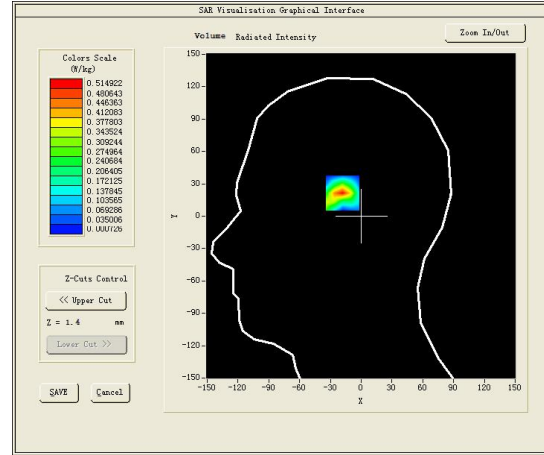 SAR Visualisation Graphical Interface
Volume Radiated Intensity
Zoom In/Out
Colors Scale
(W/kg)
0.514922
0.480643
0.446363
0.412083
0.377803
0.343524
0.309244
0.274964
0.240684
0.206405
0.172125
0.137845
0.103565
0.069286
0.035006
0.000726
Z-Cuts Control
<< Upper Cut
Z = 1.4 mm
Lower Cut >>
SAVE Cancel
150
120
90
60
30
0
-30
-60
-90
-120
-150
Y
-150 -120 -90 -60 -30 0 30 60 90 120 150
X